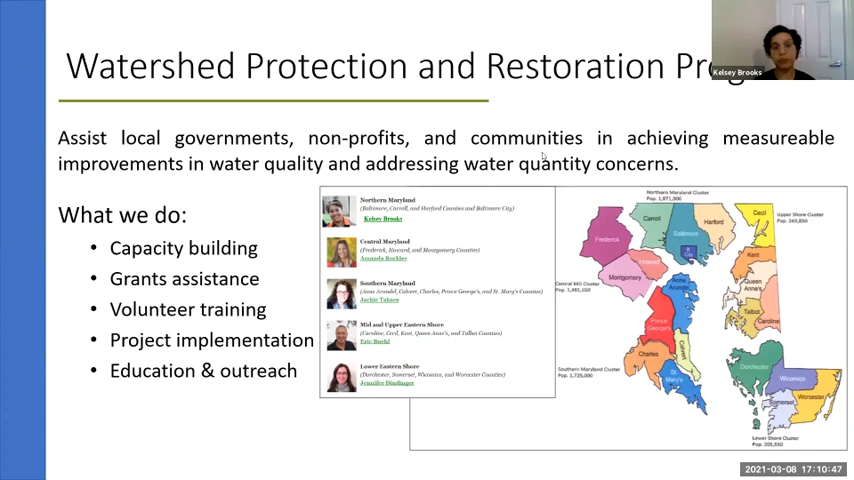 Watershed Protection and Restoration Prog
Kelsey Brooks
Assist local governments, non-profits, and communities in achieving measureable
improvements in water quality and addressing water quantity concerns.
What we do:
• Capacity building
• Grants assistance
• Volunteer training
• Project implementation
• Education & outreach
Northern Maryland
(Baltimore, Carroll, and Harford Counties and Baltimore City)
Kelsey Brooks
Central Maryland
(Frederick, Howard, and Montgomery Counties)
Amanda Rockler
Southern Maryland
(Anne Arundel, Calvert, Charles, Prince George's, and St. Mary's Counties)
Jackie Takacs
Mid and Upper Eastern Shore
(Caroline, Cecil, Kent, Queen Anne's, and Talbot Counties)
Eric Buehl
Lower Eastern Shore
(Dorchester, Somerset, Wicomico, and Worcester Counties)
Jennifer Dindinger
Northern Maryland Cluster
Pop. 1,871,000
Carroll
Baltimore
Harford
Cecil
Upper Shore Cluster
Pop. 243,850
Frederick
Howard
Kent
Montgomery
Central MD Cluster
Pop. 1,481,150
Anne
Arundel
Queen
Anne's
Talbot
Caroline
Prince
George's
Calvert
Charles
St.
Mary's
Southern Maryland Cluster
Pop. 1,725,000
Dorchester
Wicomico
Somerset
Worcester
Lower Shore Cluster
2021-03-08 17:10:47